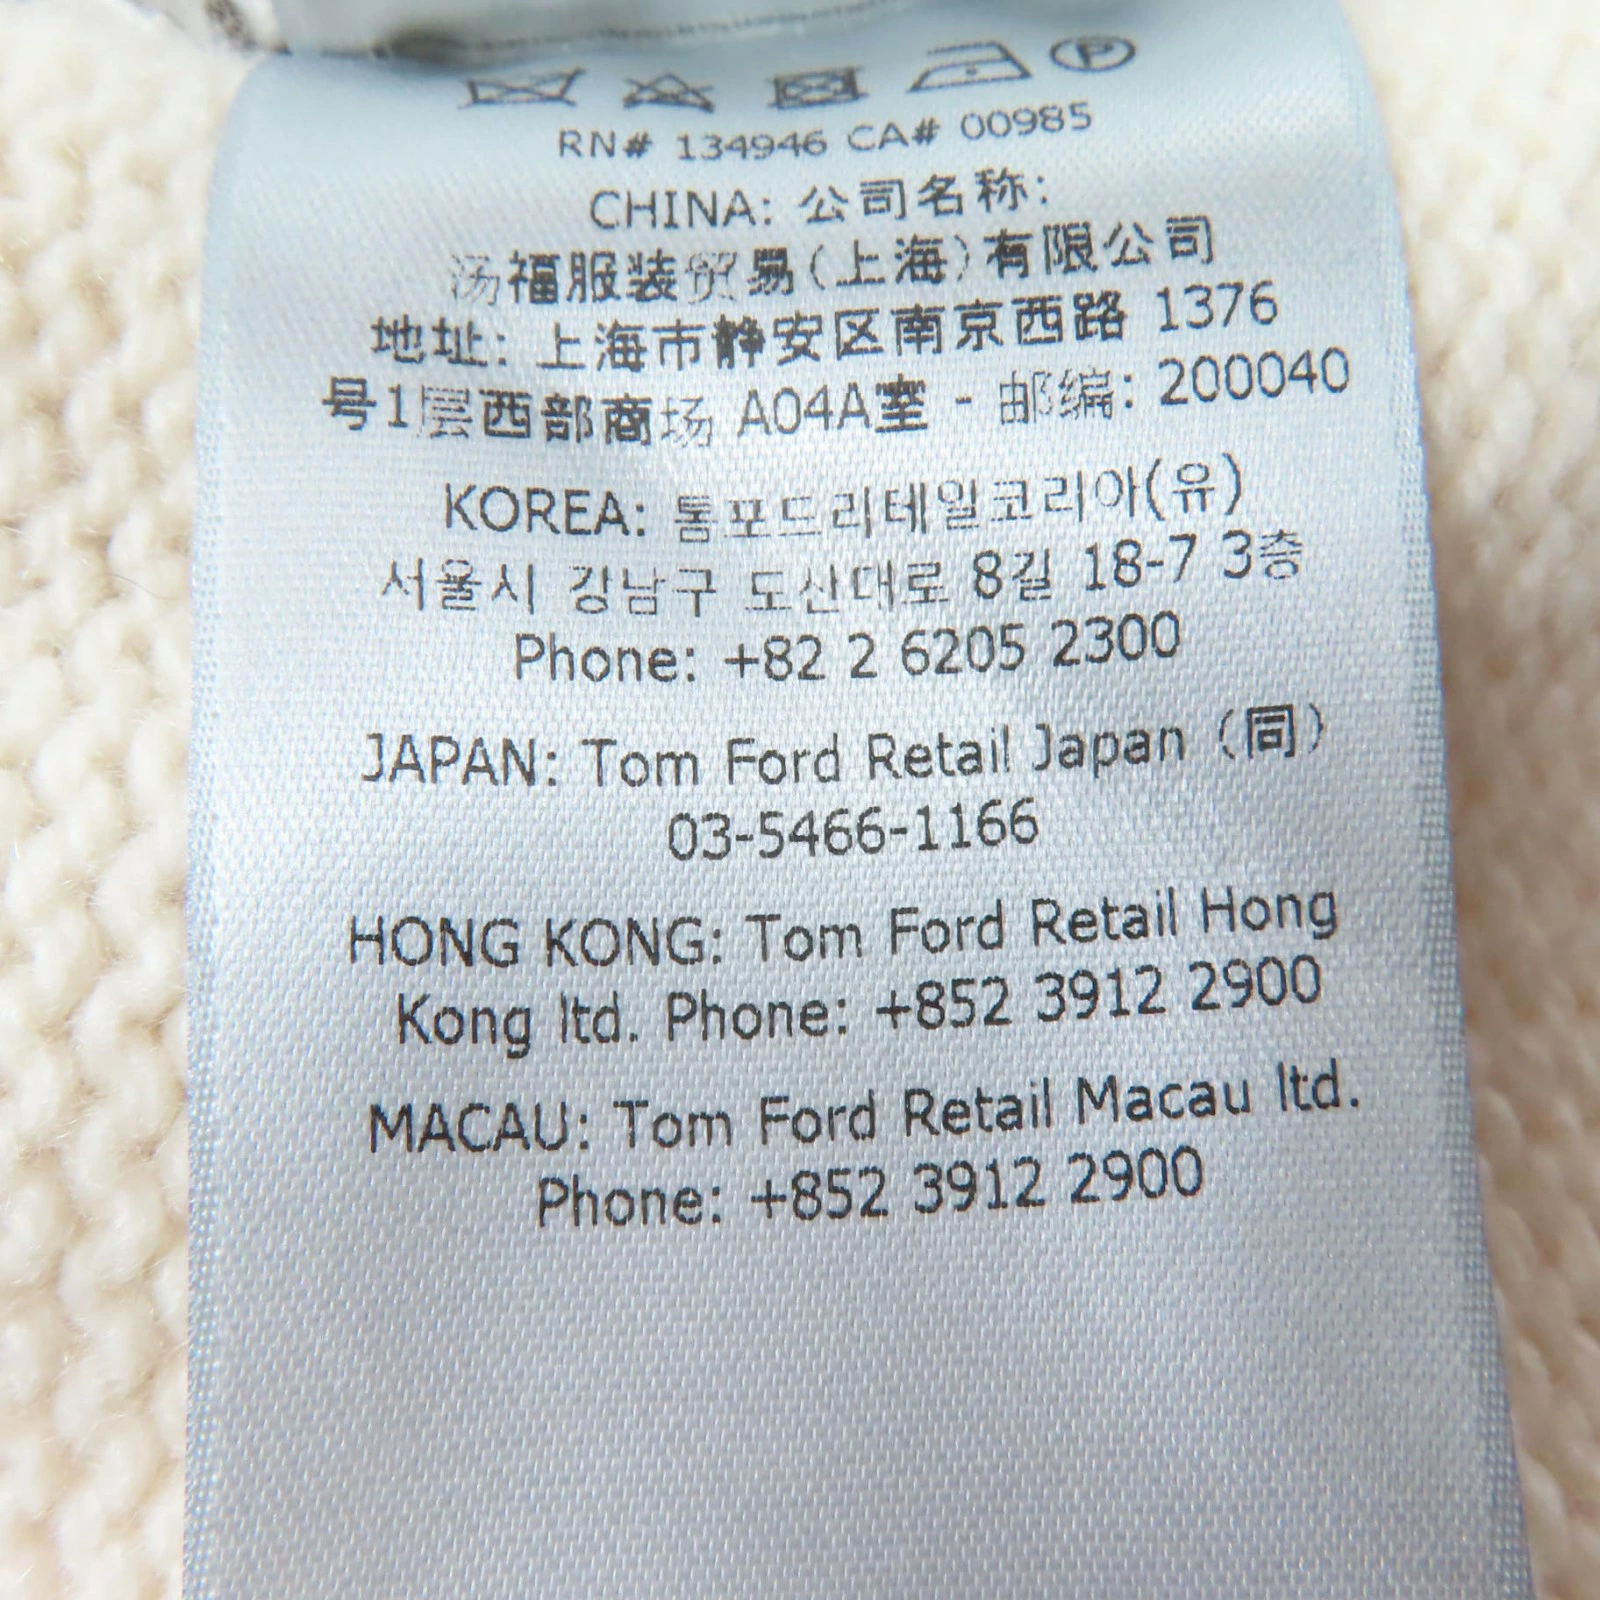 RN# 134946 CA# 00985
CHINA: 公司名称:
汤福服装贸易(上海)有限公司
地址: 上海市静安区南京西路 1376
号1层西部商场 A04A室 - 邮编: 200040
KOREA: 톰포드리테일코리아(유)
서울시 강남구 도산대로 8길 18-7 3층
Phone: +82 2 6205 2300
JAPAN: Tom Ford Retail Japan (同)
03-5466-1166
HONG KONG: Tom Ford Retail Hong
Kong ltd. Phone: +852 3912 2900
MACAU: Tom Ford Retail Macau ltd.
Phone: +852 3912 2900